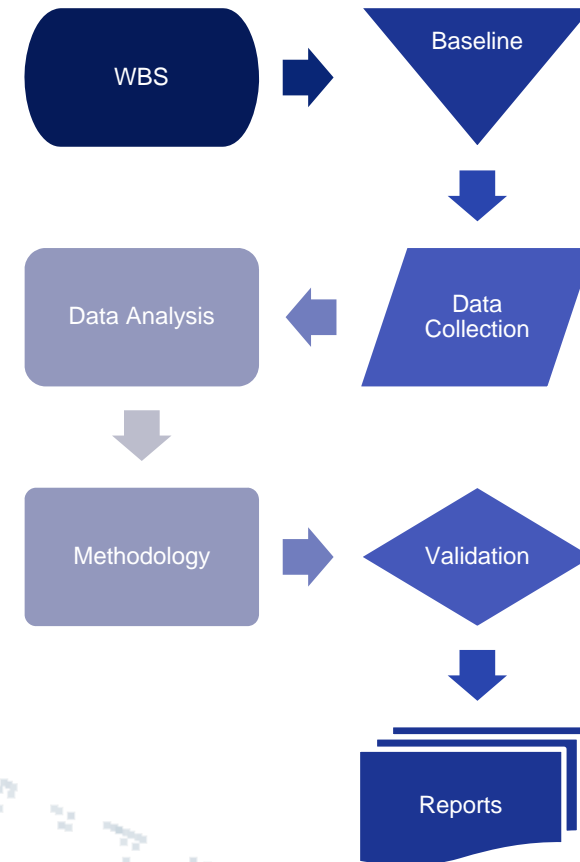 WBS
Baseline
Data
Collection
Data Analysis
Methodology
Validation
Reports